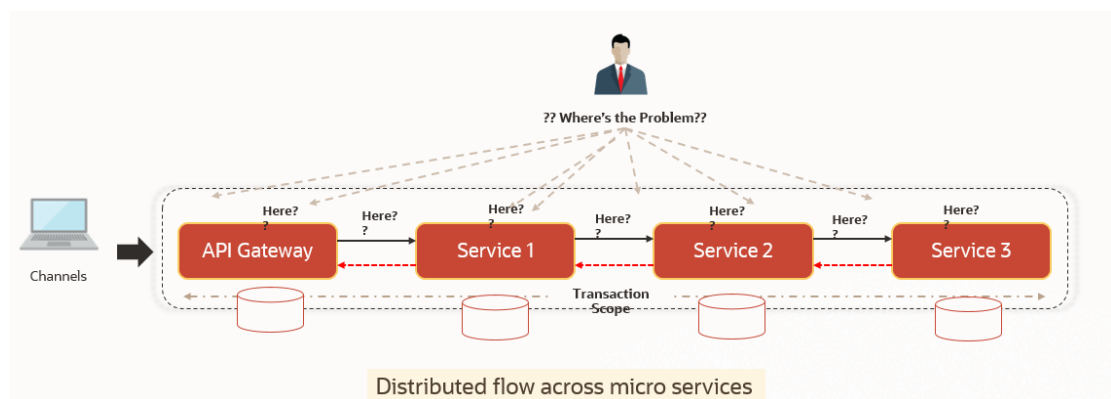 ?? Where's the Problem??
Here?
?
Here?
?
Here?
?
Here?
?
Here?
?
Here?
?
Here?
?
API Gateway
Service 1
Service 2
Service 3
Channels
Transaction
Scope
Distributed flow across micro services